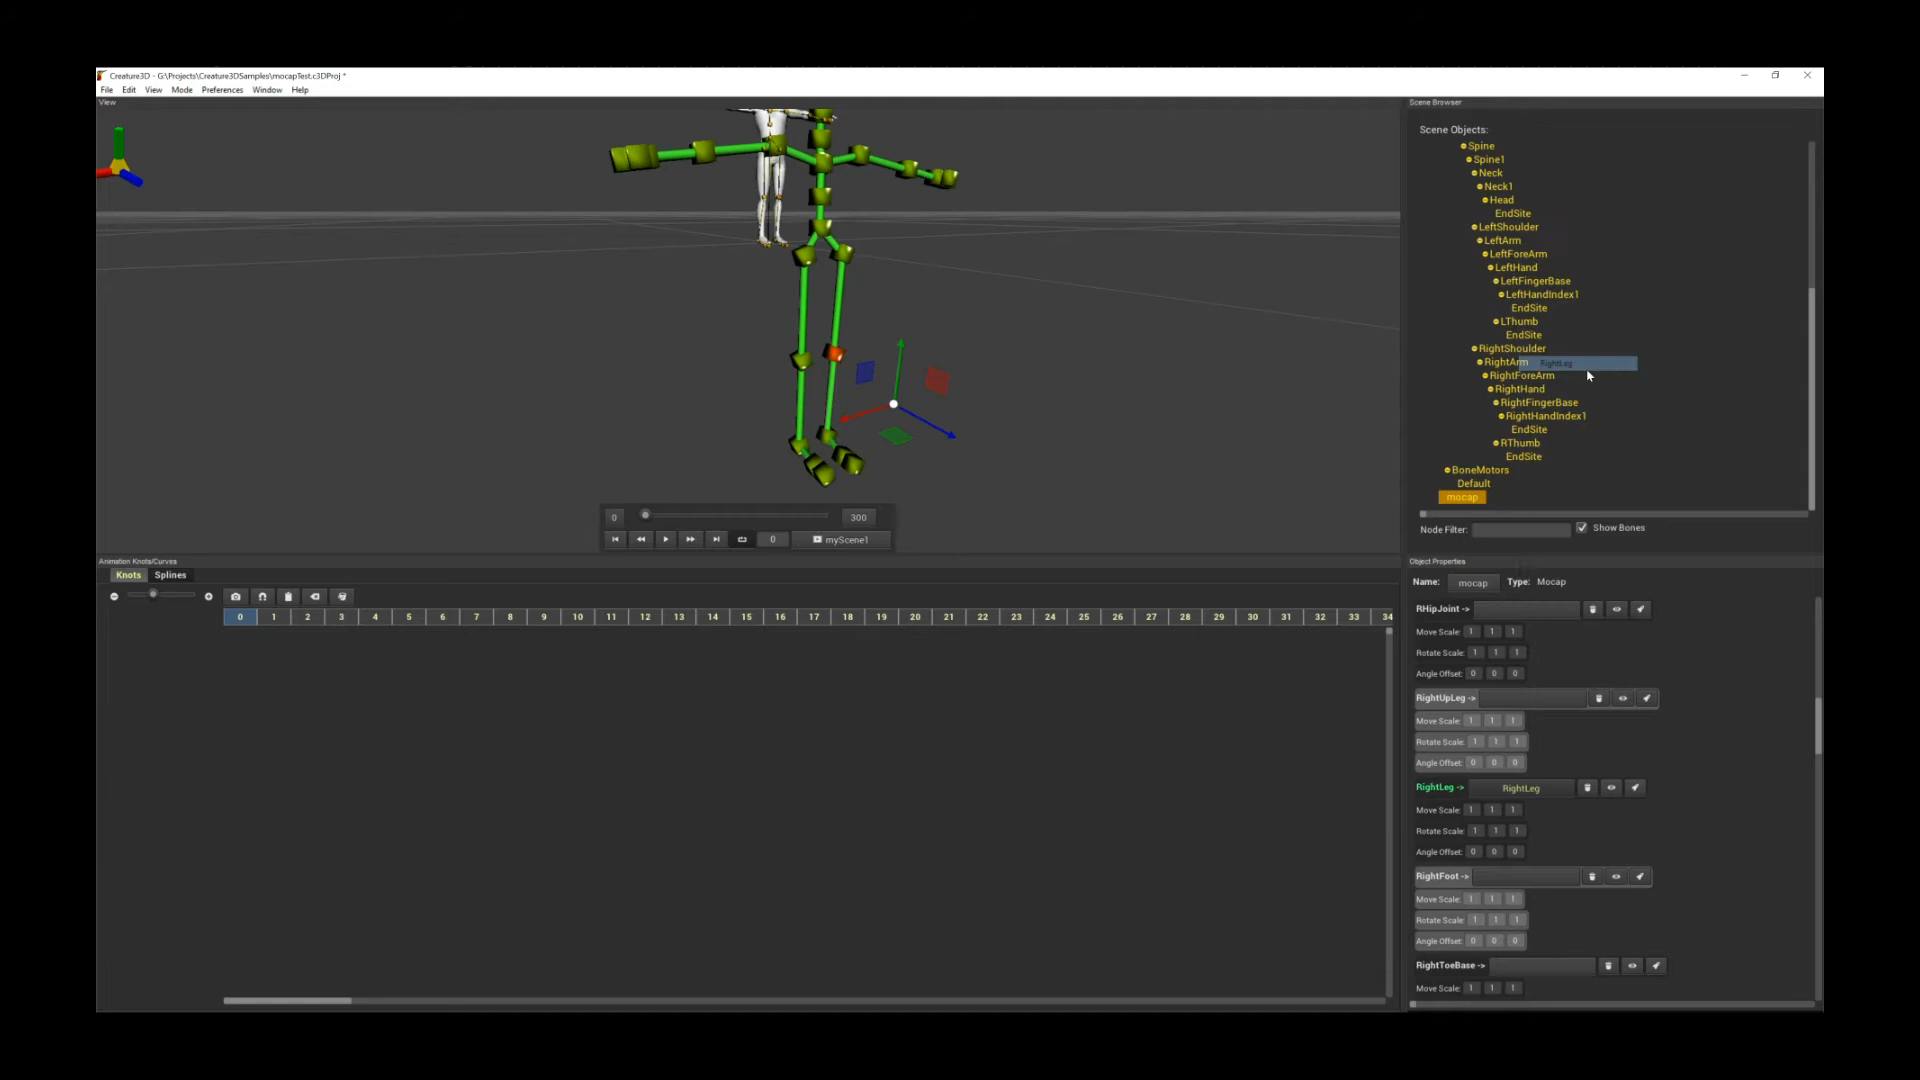 Creature3D - G:\Projects\Creature3DSamples\mocapTest.c3DProj *
File Edit View Mode Preferences Window Help
View
Scene Browser
Scene Objects:
Spine
Spine1
Neck
Neck1
Head
EndSite
LeftShoulder
LeftArm
LeftForeArm
LeftHand
LeftFingerBase
LeftHandIndex1
EndSite
LThumb
EndSite
RightShoulder
RightArm RightLeg
RightForeArm
RightHand
RightFingerBase
RightHandIndex1
EndSite
RThumb
EndSite
BoneMotors
Default
mocap
Node Filter: Show Bones
0 300
0 myScene1
Animation Knots/Curves
Knots Splines
0 1 2 3 4 5 6 7 8 9 10 11 12 13 14 15 16 17 18 19 20 21 22 23 24 25 26 27 28 29 30 31 32 33 34
Object Properties
Name: mocap Type: Mocap
RHipJoint ->
Move Scale: 1 1 1
Rotate Scale: 1 1 1
Angle Offset: 0 0 0
RightUpLeg ->
Move Scale: 1 1 1
Rotate Scale: 1 1 1
Angle Offset: 0 0 0
RightLeg -> RightLeg
Move Scale: 1 1 1
Rotate Scale: 1 1 1
Angle Offset: 0 0 0
RightFoot ->
Move Scale: 1 1 1
Rotate Scale: 1 1 1
Angle Offset: 0 0 0
RightToeBase ->
Move Scale: 1 1 1